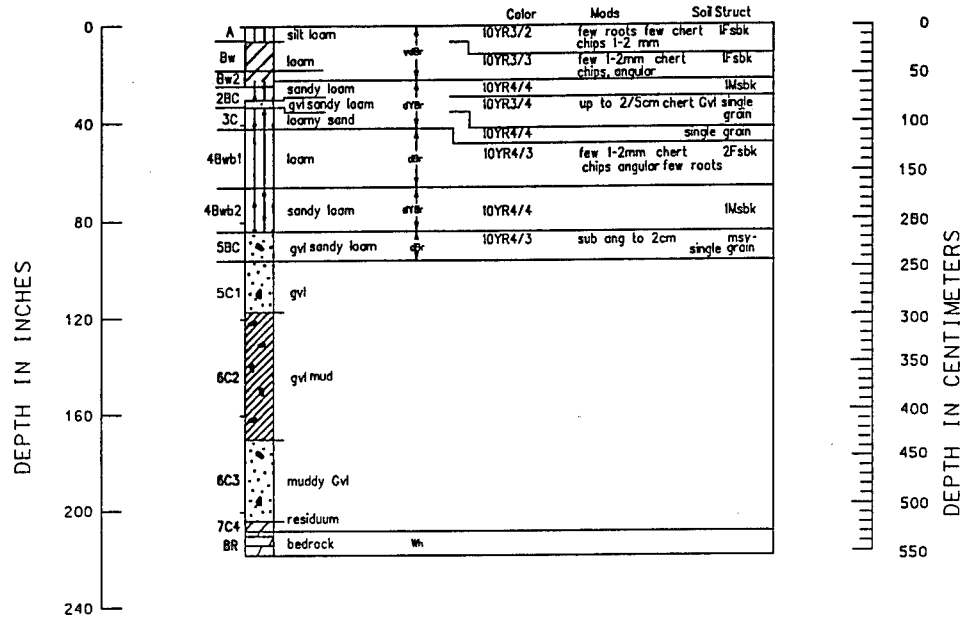 Color Mods Soil Struct
0 A silt loam 10YR3/2 few roots few chert 1Fsbk 0
chips 1-2 mm
Bw loam vdBr 10YR3/3 few 1-2mm chert 1Fsbk
chips, angular 50
Bw2
sandy loam 10YR4/4 1Msbk
2BC gvl sandy loam dYBr 10YR3/4 up to 2/5cm chert Gvl single
grain
3C loamy sand 100
40 10YR4/4 single grain
4Bwb1 loam dBr 10YR4/3 few 1-2mm chert 2Fsbk
chips angular few roots 150
4Bwb2 sandy loam dYBr 10YR4/4 1Msbk
80 200
5BC gvl sandy loam dBr 10YR4/3 sub ang to 2cm msv-
single grain
250
5C1 gvl
120 300
350
6C2 gvl mud
400
160
450
6C3 muddy Gvl
500
200
7C4 residuum
BR bedrock Wh
550
240
DEPTH IN INCHES
DEPTH IN CENTIMETERS